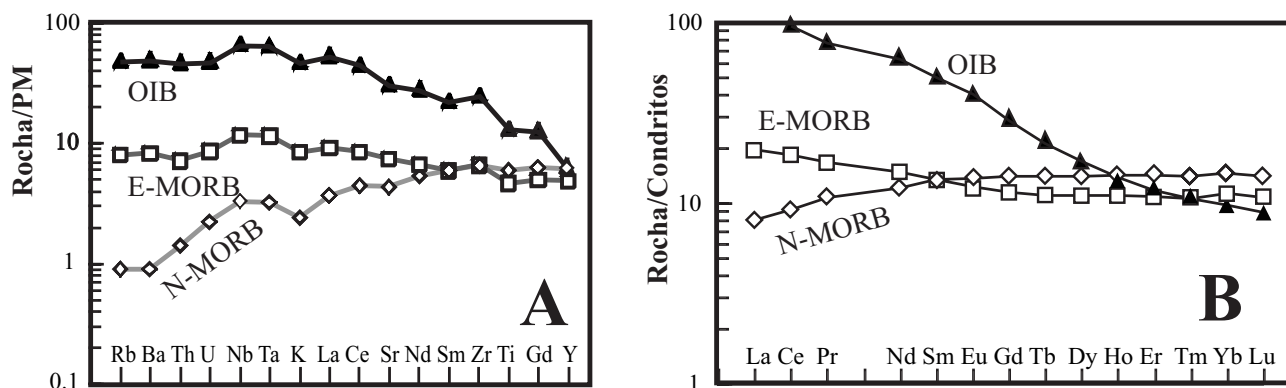 100
10
1
0.1
Rocha/PM
OIB
E-MORB
N-MORB
A
Rb Ba Th U Nb Ta K La Ce Sr Nd Sm Zr Ti Gd Y
100
10
1
Rocha/Condritos
OIB
E-MORB
N-MORB
B
La Ce Pr Nd Sm Eu Gd Tb Dy Ho Er Tm Yb Lu